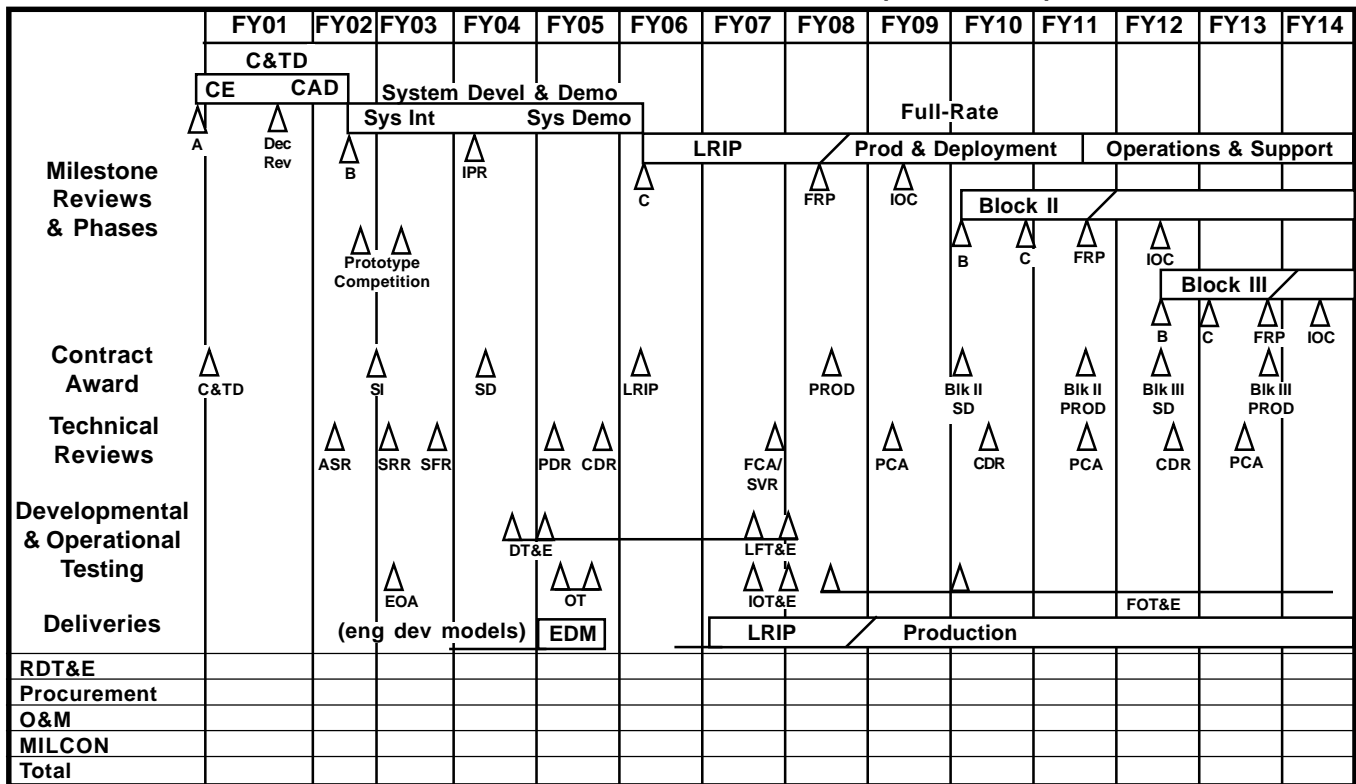 FY01 FY02 FY03 FY04 FY05 FY06 FY07 FY08 FY09 FY10 FY11 FY12 FY13 FY14
C&TD
CE CAD
System Devel & Demo
Sys Int Sys Demo
Full-Rate
LRIP Prod & Deployment Operations & Support
Milestone
Reviews
& Phases
A
Dec
Rev
B
IPR
C
FRP
IOC
Block II
B C FRP IOC
Prototype
Competition
Block III
B C FRP IOC
Contract
Award
C&TD SI SD LRIP PROD
Blk II
SD
Blk II
PROD
Blk III
SD
Blk III
PROD
Technical
Reviews
ASR SRR SFR PDR CDR
FCA/
SVR
PCA CDR PCA CDR PCA
Developmental
& Operational
Testing
DT&E LFT&E
EOA OT IOT&E FOT&E
Deliveries
(eng dev models) EDM LRIP Production
RDT&E
Procurement
O&M
MILCON
Total